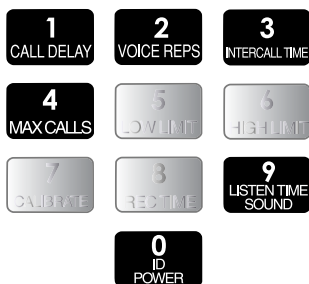 1
CALL DELAY
2
VOICE REPS
3
INTERCALL TIME
4
MAX CALLS
5
LOW LIMIT
6
HIGH LIMIT
7
CALIBRATE
8
REC TIME
9
LISTEN TIME
SOUND
0
ID
POWER